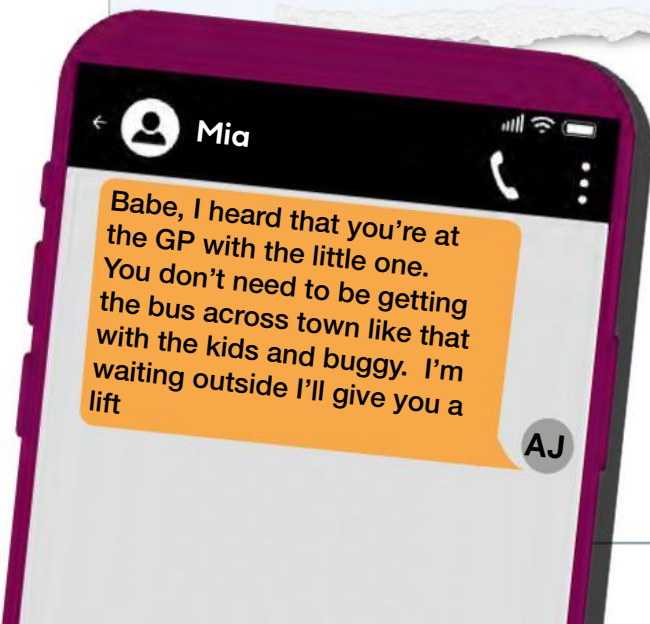 Mia
Babe, I heard that you’re at
the GP with the little one.
You don’t need to be getting
the bus across town like that
with the kids and buggy.  I’m
waiting outside I’ll give you a
lift
AJ